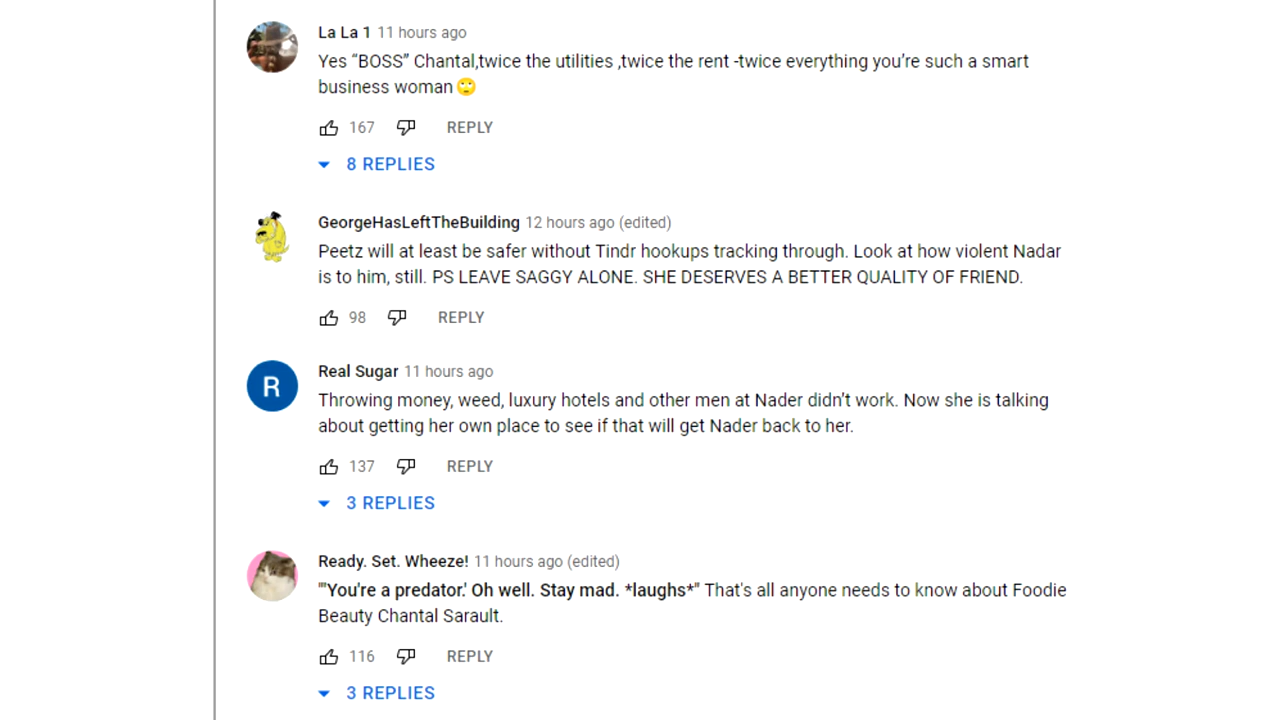 La La 1 11 hours ago
Yes “BOSS” Chantal,twice the utilities ,twice the rent -twice everything you’re such a smart
business woman🙄
167 REPLY
8 REPLIES
GeorgeHasLeftTheBuilding 12 hours ago (edited)
Peetz will at least be safer without Tindr hookups tracking through. Look at how violent Nadar
is to him, still. PS LEAVE SAGGY ALONE. SHE DESERVES A BETTER QUALITY OF FRIEND.
98 REPLY
R
Real Sugar 11 hours ago
Throwing money, weed, luxury hotels and other men at Nader didn’t work. Now she is talking
about getting her own place to see if that will get Nader back to her.
137 REPLY
3 REPLIES
Ready. Set. Wheeze! 11 hours ago (edited)
"'You're a predator.' Oh well. Stay mad. *laughs*" That's all anyone needs to know about Foodie
Beauty Chantal Sarault.
116 REPLY
3 REPLIES